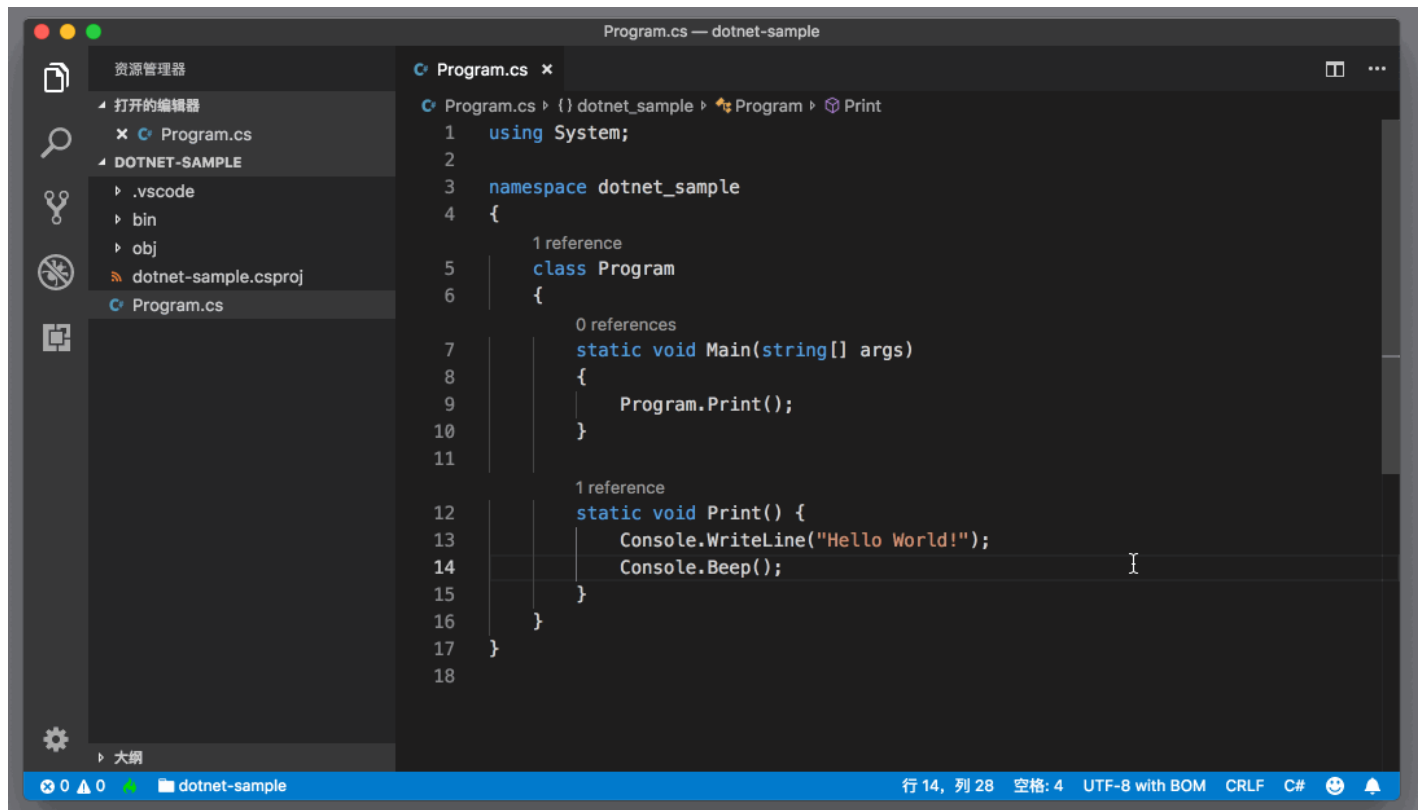 Program.cs — dotnet-sample
资源管理器
打开的编辑器
Program.cs
DOTNET-SAMPLE
.vscode
bin
obj
dotnet-sample.csproj
Program.cs
大纲
Program.cs
Program.cs {} dotnet_sample Program Print
1 using System;
2
3 namespace dotnet_sample
4 {
1 reference
5 class Program
6 {
0 references
7 static void Main(string[] args)
8 {
9 Program.Print();
10 }
11
1 reference
12 static void Print() {
13 Console.WriteLine("Hello World!");
14 Console.Beep();
15 }
16 }
17 }
18
0 0 dotnet-sample 行 14，列 28 空格: 4 UTF-8 with BOM CRLF C#